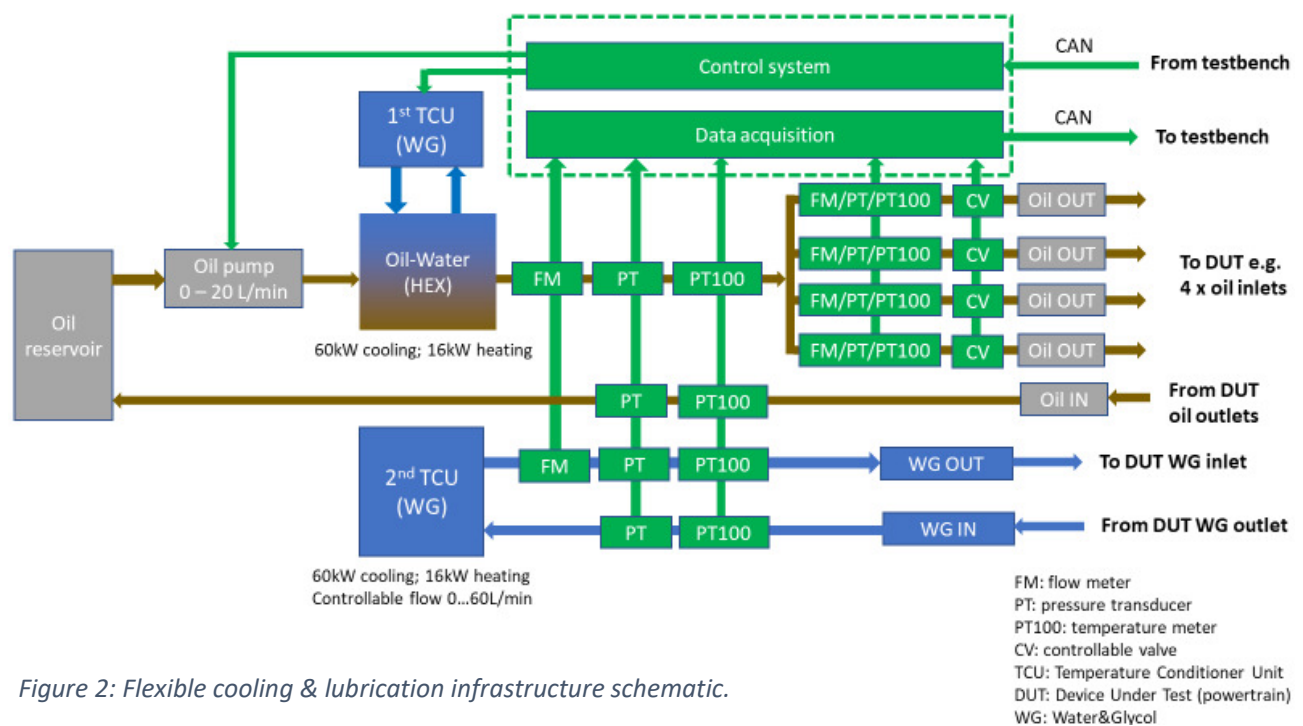 Control system
CAN
From testbench
1st TCU
(WG)
Data acquisition
CAN
To testbench
Oil
reservoir
Oil pump
0 – 20 L/min
Oil-Water
(HEX)
60kW cooling; 16kW heating
FM
PT
PT100
FM/PT/PT100
CV
Oil OUT
FM/PT/PT100
CV
Oil OUT
FM/PT/PT100
CV
Oil OUT
FM/PT/PT100
CV
Oil OUT
To DUT e.g.
4 x oil inlets
PT
PT100
Oil IN
From DUT
oil outlets
2nd TCU
(WG)
FM
PT
PT100
WG OUT
To DUT WG inlet
PT
PT100
WG IN
From DUT WG outlet
60kW cooling; 16kW heating
Controllable flow 0...60L/min
FM: flow meter
PT: pressure transducer
PT100: temperature meter
CV: controllable valve
TCU: Temperature Conditioner Unit
DUT: Device Under Test (powertrain)
WG: Water&Glycol
Figure 2: Flexible cooling & lubrication infrastructure schematic.